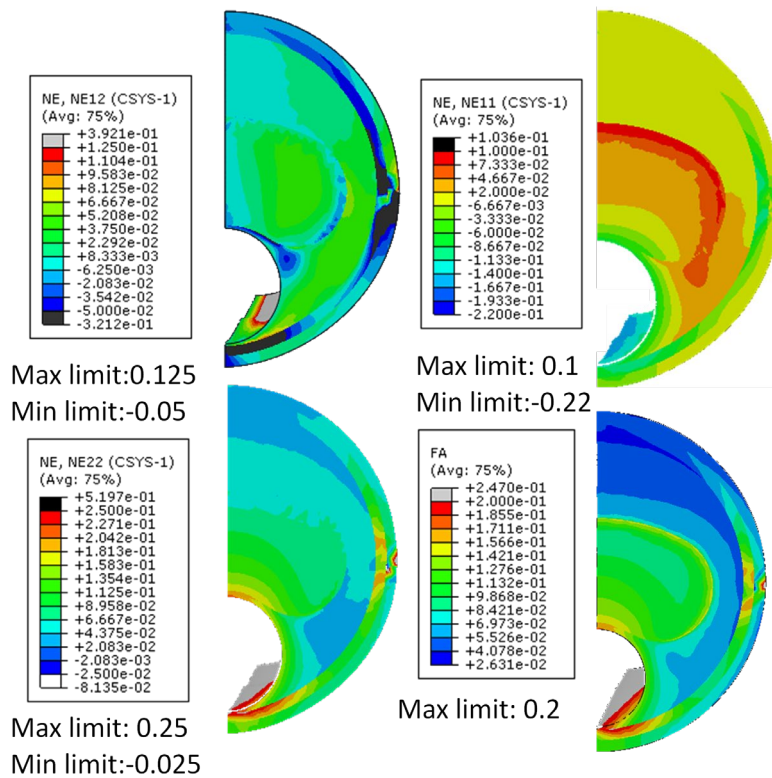 NE, NE12 (CSYS-1)
(Avg: 75%)
+3.921e-01
+1.250e-01
+1.104e-01
+9.583e-02
+8.125e-02
+6.667e-02
+5.208e-02
+3.750e-02
+2.292e-02
+8.333e-03
-6.250e-03
-2.083e-02
-3.542e-02
-5.000e-02
-3.212e-01
Max limit:0.125
Min limit:-0.05
NE, NE11 (CSYS-1)
(Avg: 75%)
+1.036e-01
+1.000e-01
+7.333e-02
+4.667e-02
+2.000e-02
-6.667e-03
-3.333e-02
-6.000e-02
-8.667e-02
-1.133e-01
-1.400e-01
-1.667e-01
-1.933e-01
-2.200e-01
Max limit: 0.1
Min limit:-0.22
NE, NE22 (CSYS-1)
(Avg: 75%)
+5.197e-01
+2.500e-01
+2.271e-01
+2.042e-01
+1.813e-01
+1.583e-01
+1.354e-01
+1.125e-01
+8.958e-02
+6.667e-02
+4.375e-02
+2.083e-02
-2.083e-03
-2.500e-02
-8.135e-02
Max limit: 0.25
Min limit:-0.025
FA
(Avg: 75%)
+2.470e-01
+2.000e-01
+1.855e-01
+1.711e-01
+1.566e-01
+1.421e-01
+1.276e-01
+1.132e-01
+9.868e-02
+8.421e-02
+6.973e-02
+5.526e-02
+4.078e-02
+2.631e-02
Max limit: 0.2